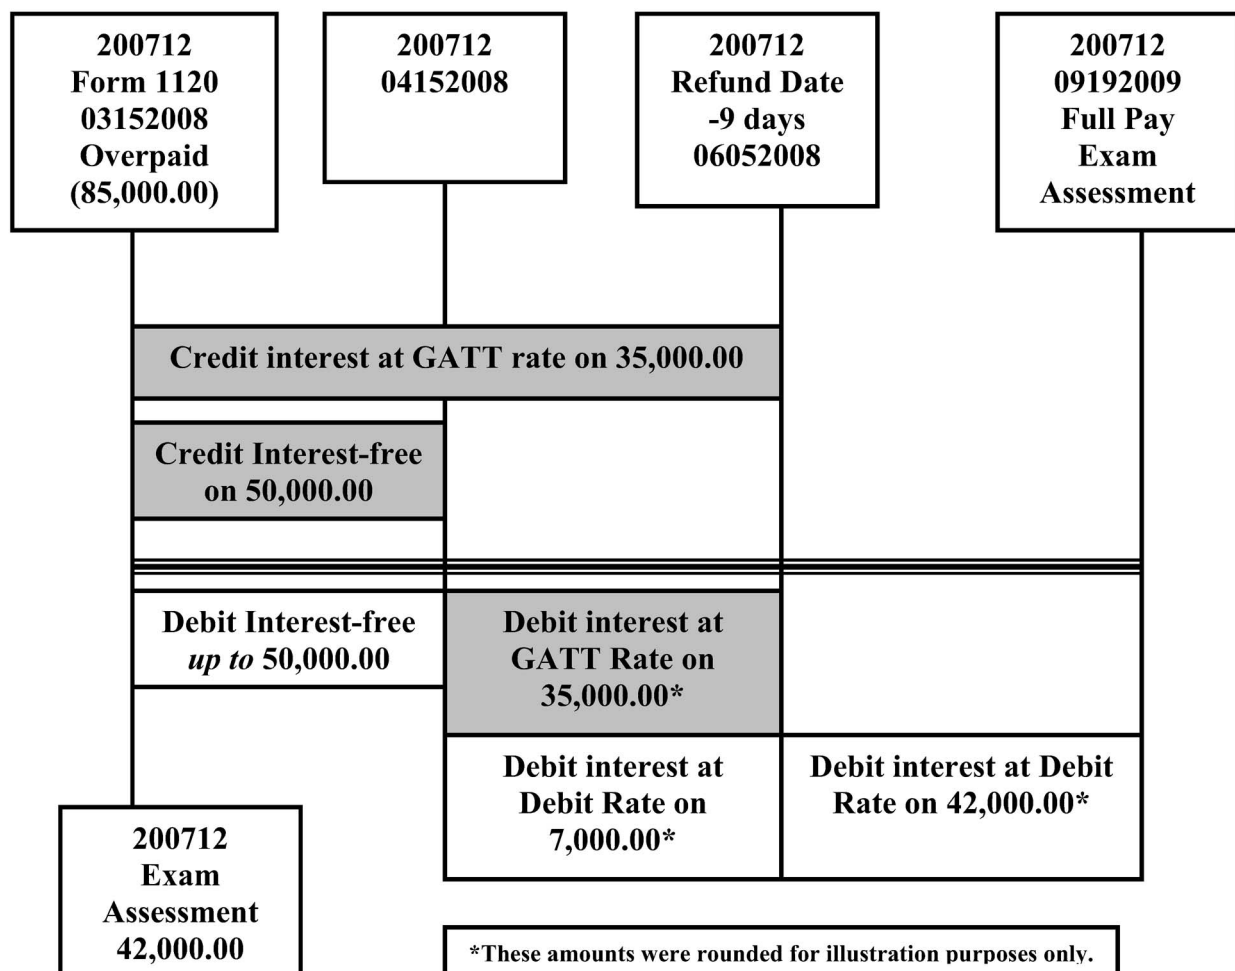 200712
Form 1120
03152008
Overpaid
(85,000.00)
200712
04152008
200712
Refund Date
-9 days
06052008
200712
09192009
Full Pay
Exam
Assessment
Credit interest at GATT rate on 35,000.00
Credit Interest-free
on 50,000.00
Debit Interest-free
up to 50,000.00
Debit interest at
GATT Rate on
35,000.00*
Debit interest at
Debit Rate on
7,000.00*
Debit interest at Debit
Rate on 42,000.00*
200712
Exam
Assessment
42,000.00
*These amounts were rounded for illustration purposes only.